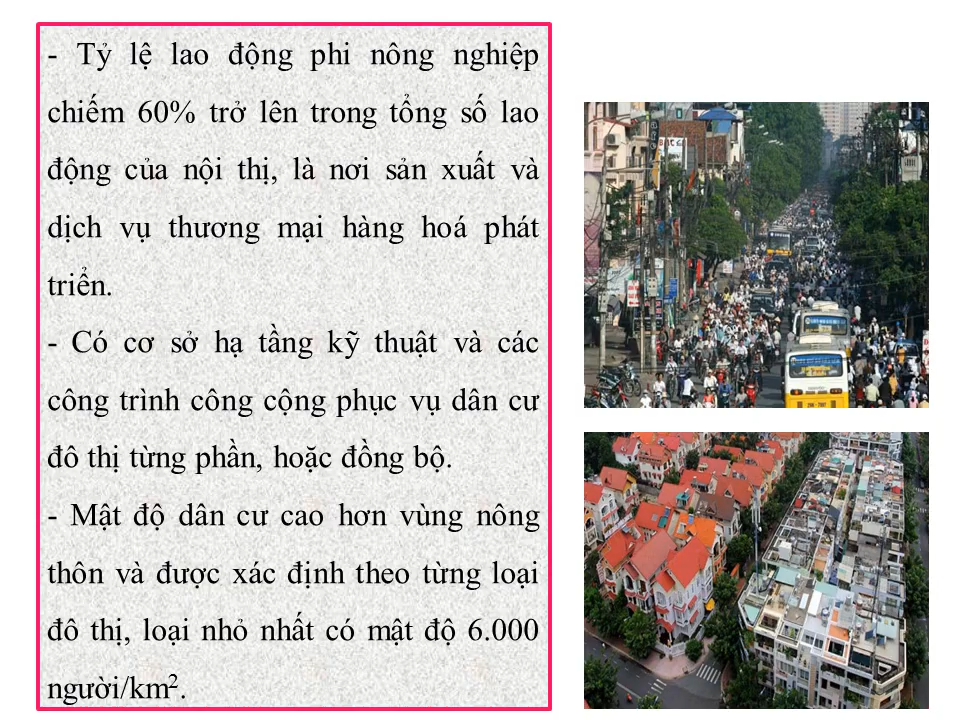 - Tỷ lệ lao động phi nông nghiệp
chiếm 60% trở lên trong tổng số lao
động của nội thị, là nơi sản xuất và
dịch vụ thương mại hàng hoá phát
triển.
- Có cơ sở hạ tầng kỹ thuật và các
công trình công cộng phục vụ dân cư
đô thị từng phần, hoặc đồng bộ.
- Mật độ dân cư cao hơn vùng nông
thôn và được xác định theo từng loại
đô thị, loại nhỏ nhất có mật độ 6.000
người/km².